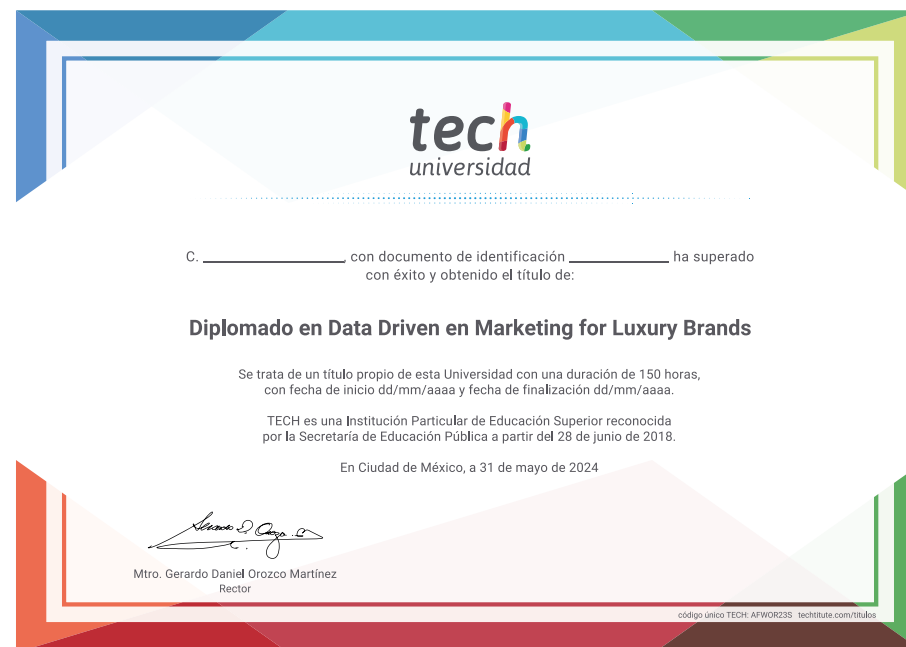 tech
universidad
C. ____________________, con documento de identificación ______________ ha superado
con éxito y obtenido el título de:
Diplomado en Data Driven en Marketing for Luxury Brands
Se trata de un título propio de esta Universidad con una duración de 150 horas,
con fecha de inicio dd/mm/aaaa y fecha de finalización dd/mm/aaaa.
TECH es una Institución Particular de Educación Superior reconocida
por la Secretaría de Educación Pública a partir del 28 de junio de 2018.
En Ciudad de México, a 31 de mayo de 2024
Mtro. Gerardo Daniel Orozco Martínez
Rector
código único TECH: AFWOR23S techtitute.com/titulos